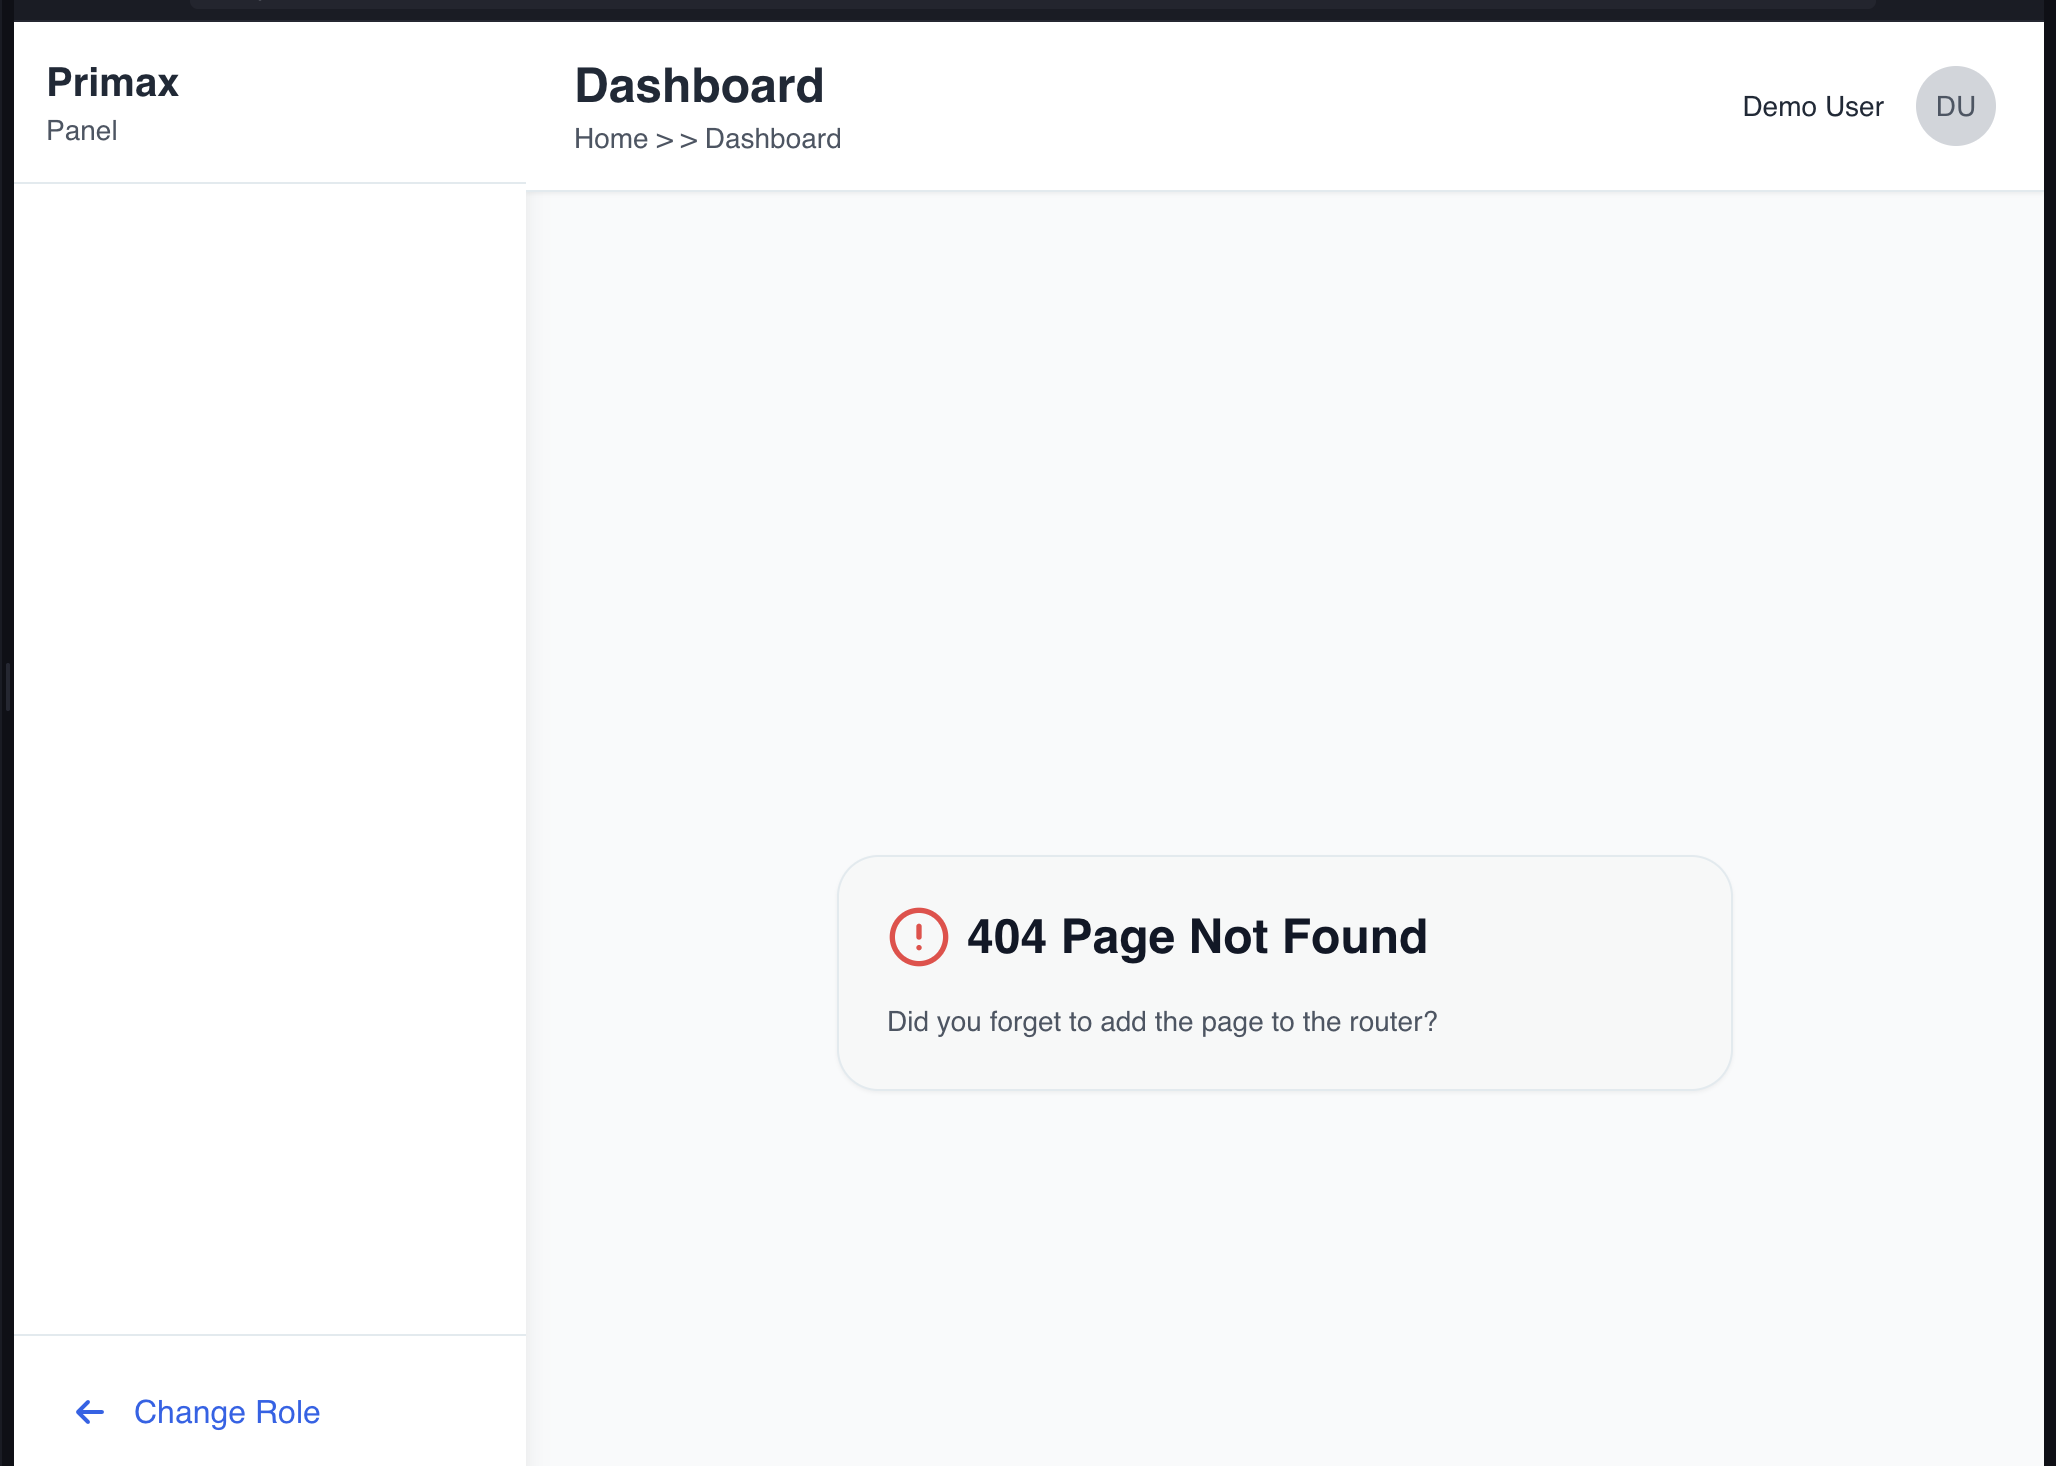 Primax
Panel
Dashboard
Home > > Dashboard
Demo User
DU
404 Page Not Found
Did you forget to add the page to the router?
Change Role